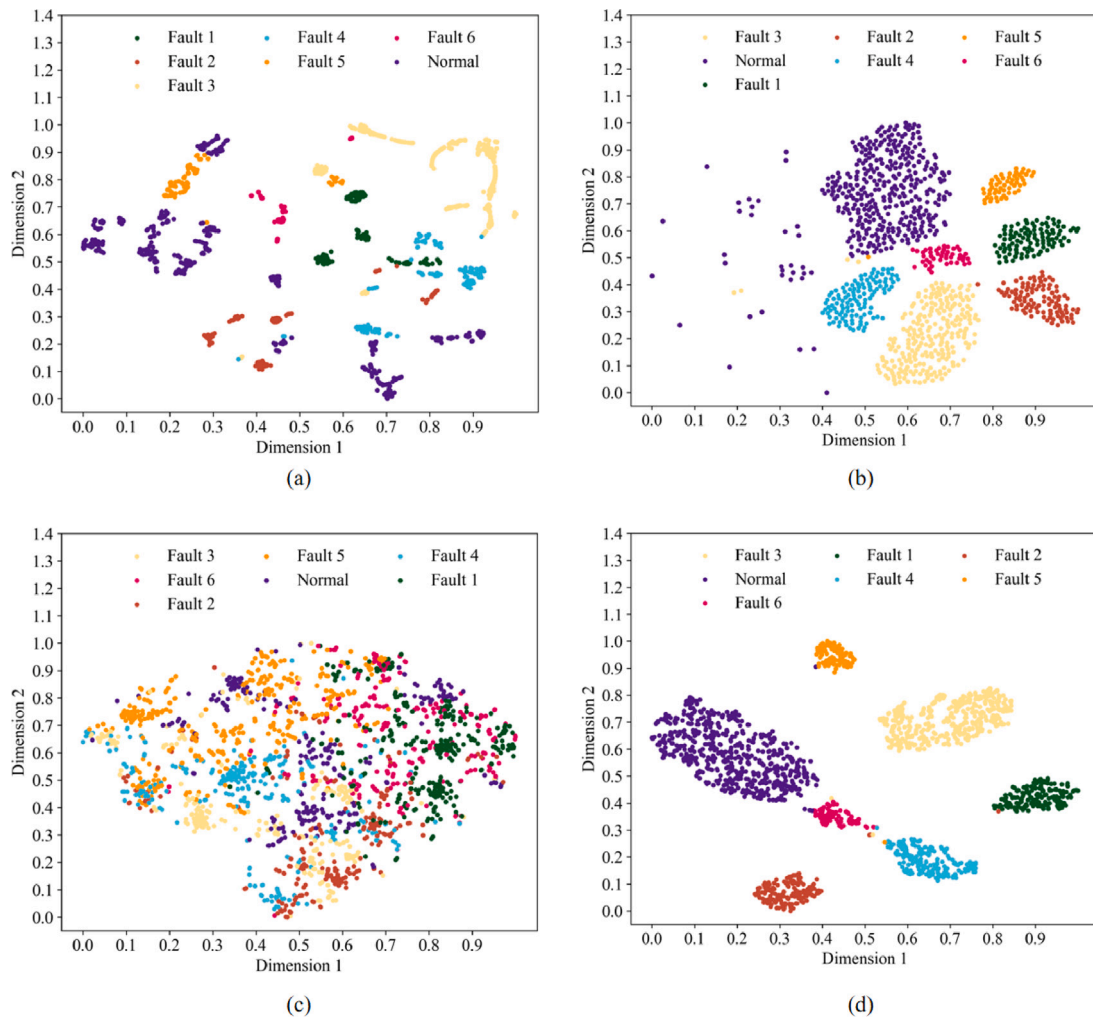 (a)
1.4
Fault 1 Fault 4 Fault 6
1.3
Fault 2 Fault 5 Normal
1.2
Fault 3
1.1
1.0
0.9
0.8
0.7
0.6
0.5
0.4
0.3
0.2
0.1
0.0
Dimension 2
0.0 0.1 0.2 0.3 0.4 0.5 0.6 0.7 0.8 0.9
Dimension 1
(a)
1.4
Fault 3 Fault 2 Fault 5
1.3
Normal Fault 4 Fault 6
1.2
Fault 1
1.1
1.0
0.9
0.8
0.7
0.6
0.5
0.4
0.3
0.2
0.1
0.0
Dimension 2
0.0 0.1 0.2 0.3 0.4 0.5 0.6 0.7 0.8 0.9
Dimension 1
(b)
1.4
Fault 3 Fault 5 Fault 4
1.3
Fault 6 Normal Fault 1
1.2
Fault 2
1.1
1.0
0.9
0.8
0.7
0.6
0.5
0.4
0.3
0.2
0.1
0.0
Dimension 2
0.0 0.1 0.2 0.3 0.4 0.5 0.6 0.7 0.8 0.9
Dimension 1
(c)
1.4
Fault 3 Fault 1 Fault 2
1.3
Normal Fault 4 Fault 5
1.2
Fault 6
1.1
1.0
0.9
0.8
0.7
0.6
0.5
0.4
0.3
0.2
0.1
0.0
Dimension 2
0.0 0.1 0.2 0.3 0.4 0.5 0.6 0.7 0.8 0.9
Dimension 1
(d)